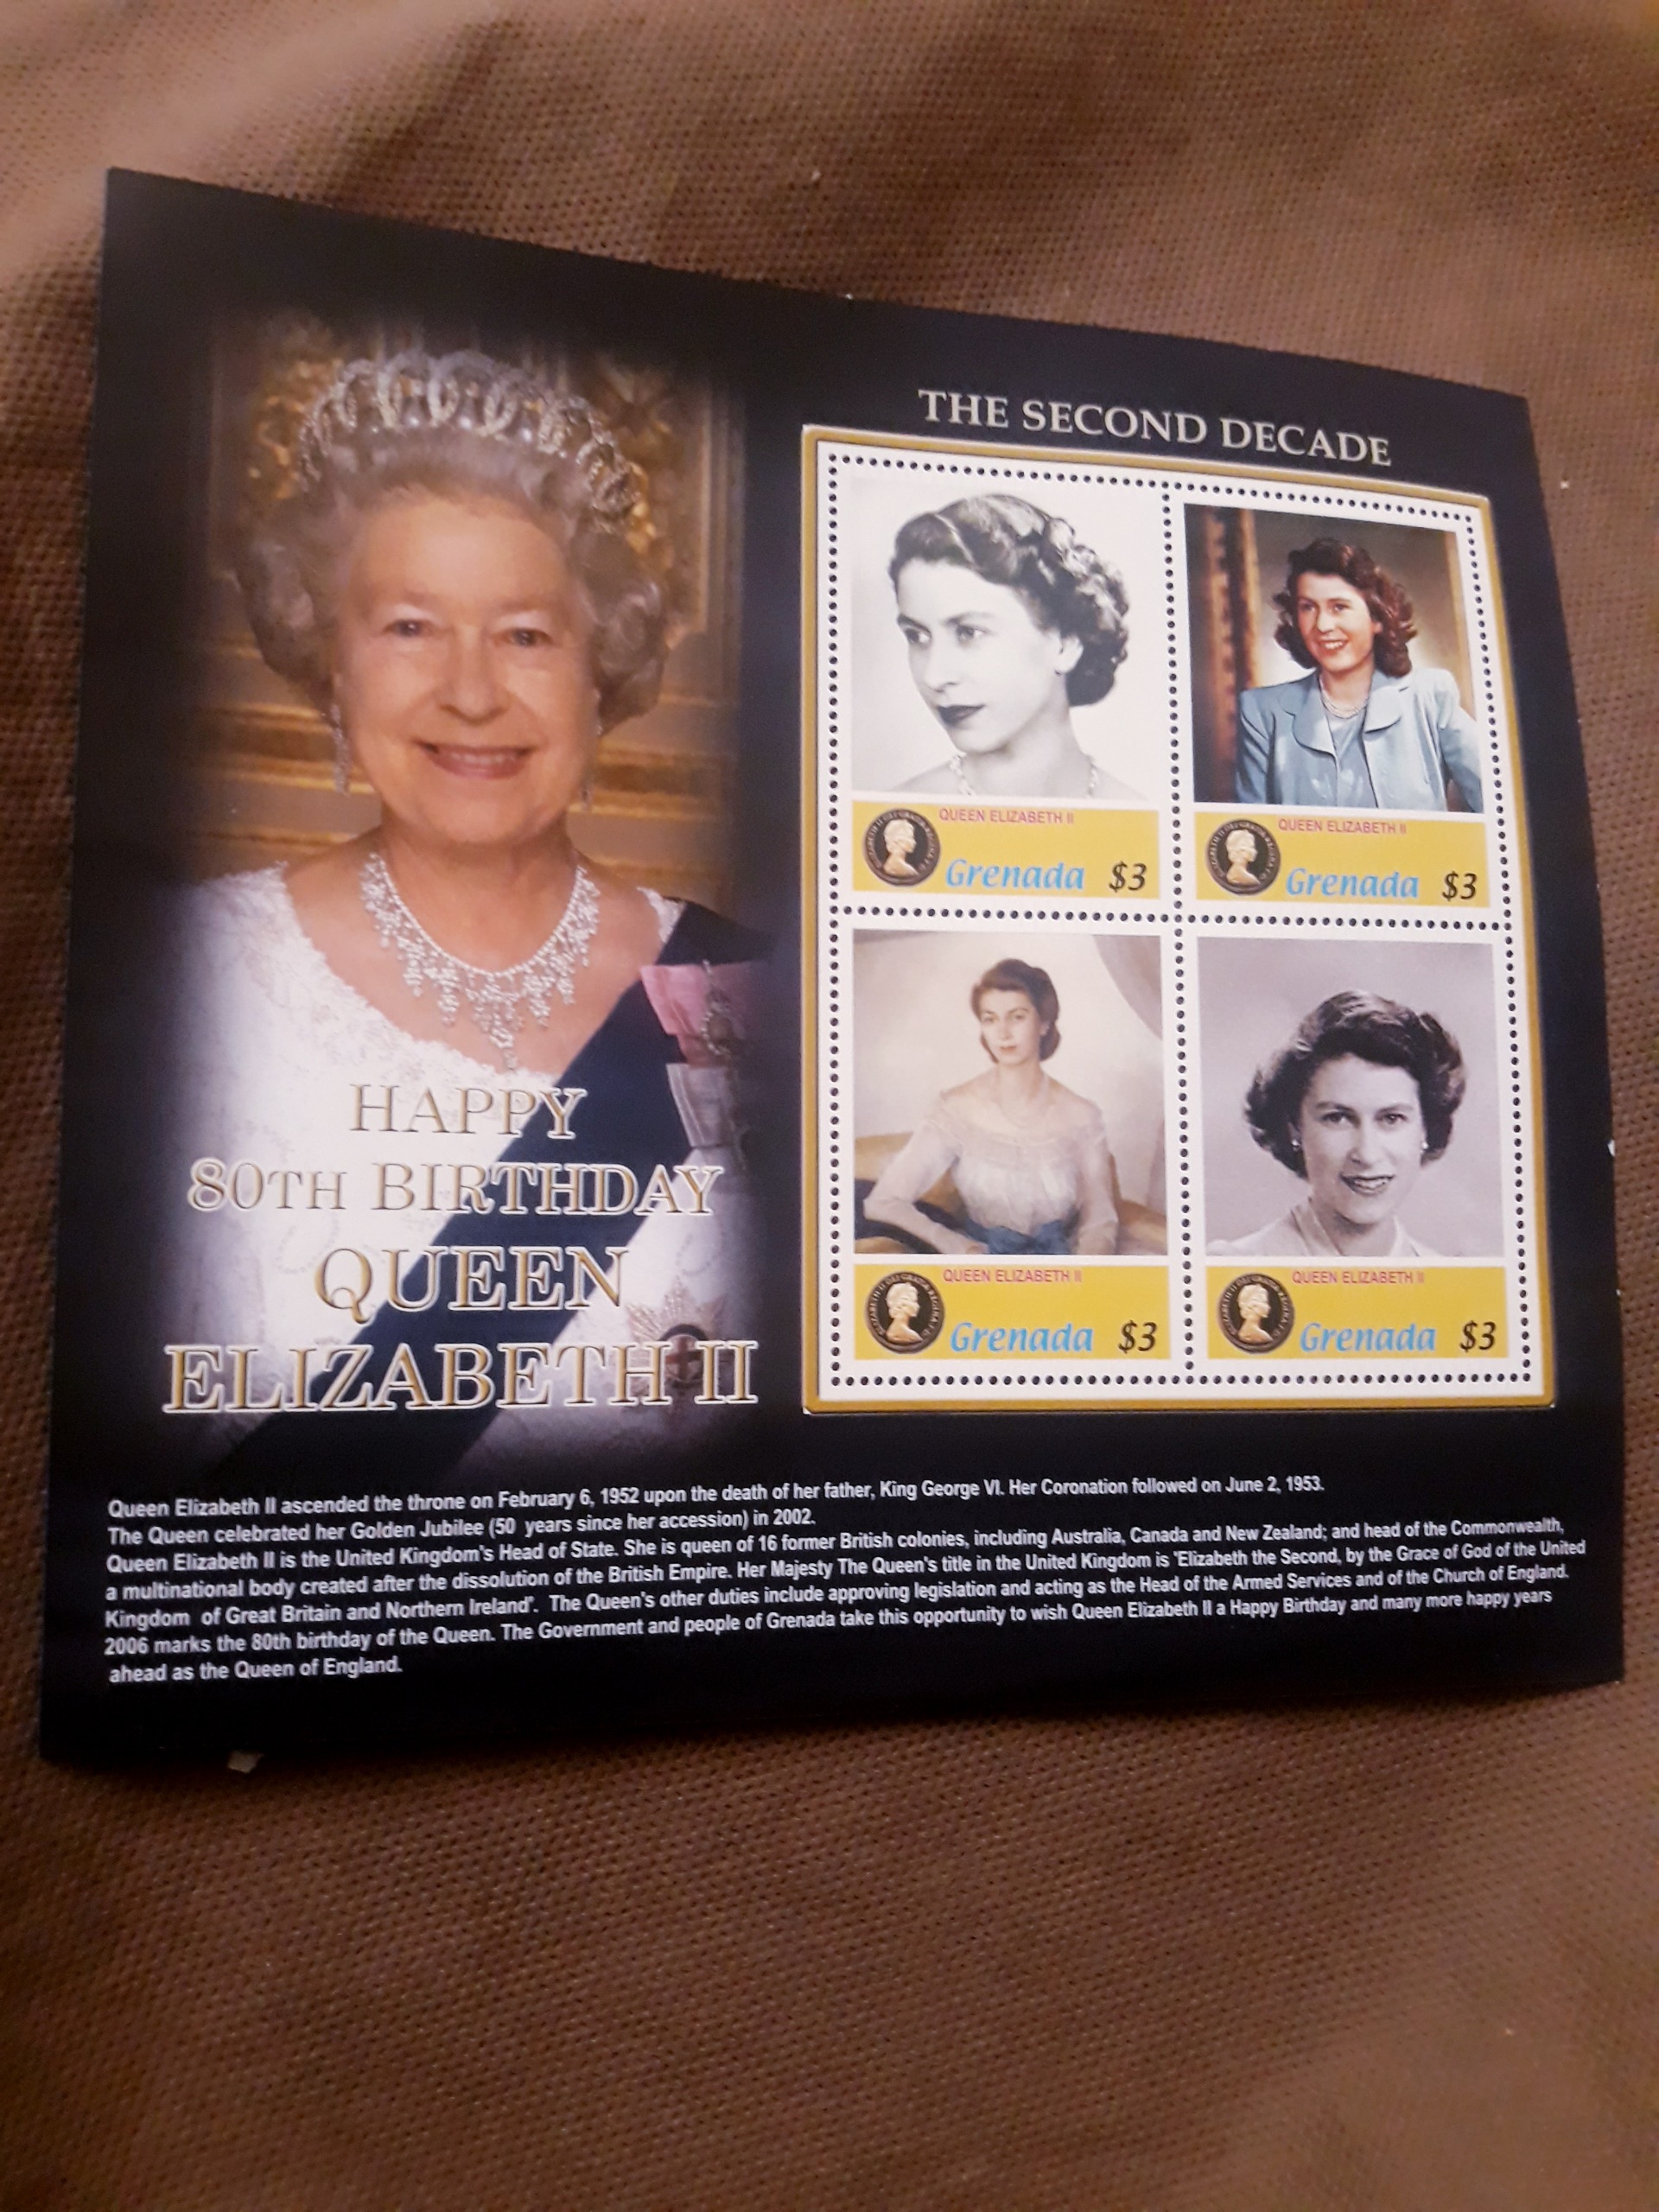 THE SECOND DECADE
QUEEN ELIZABETH II
Grenada $3
QUEEN ELIZABETH II
Grenada $3
QUEEN ELIZABETH II
Grenada $3
QUEEN ELIZABETH II
Grenada $3
HAPPY
80TH BIRTHDAY
QUEEN
ELIZABETH II
Queen Elizabeth II ascended the throne on February 6, 1952 upon the death of her father, King George VI. Her Coronation followed on June 2, 1953.
The Queen celebrated her Golden Jubilee (50 years since her accession) in 2002.
Queen Elizabeth II is the United Kingdom's Head of State. She is queen of 16 former British colonies, including Australia, Canada and New Zealand; and head of the Commonwealth,
a multinational body created after the dissolution of the British Empire. Her Majesty The Queen's title in the United Kingdom is 'Elizabeth the Second, by the Grace of God of the United
Kingdom of Great Britain and Northern Ireland'. The Queen's other duties include approving legislation and acting as the Head of the Armed Services and of the Church of England.
2006 marks the 80th birthday of the Queen. The Government and people of Grenada take this opportunity to wish Queen Elizabeth II a Happy Birthday and many more happy years
ahead as the Queen of England.